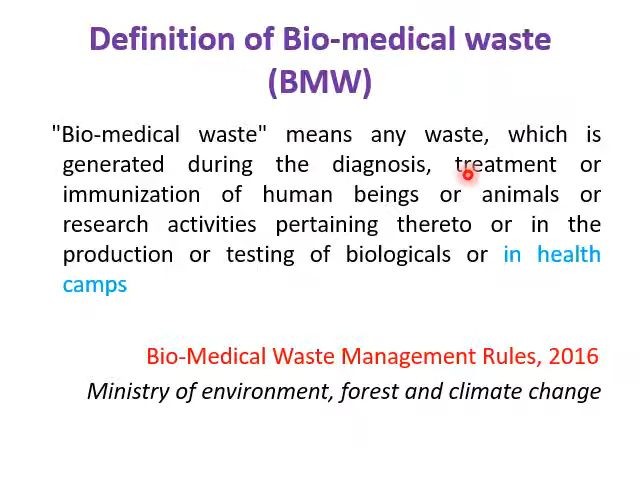 Definition of Bio-medical waste
(BMW)
"Bio-medical waste" means any waste, which is
generated during the diagnosis, treatment or
immunization of human beings or animals or
research activities pertaining thereto or in the
production or testing of biologicals or in health
camps
Bio-Medical Waste Management Rules, 2016
Ministry of environment, forest and climate change